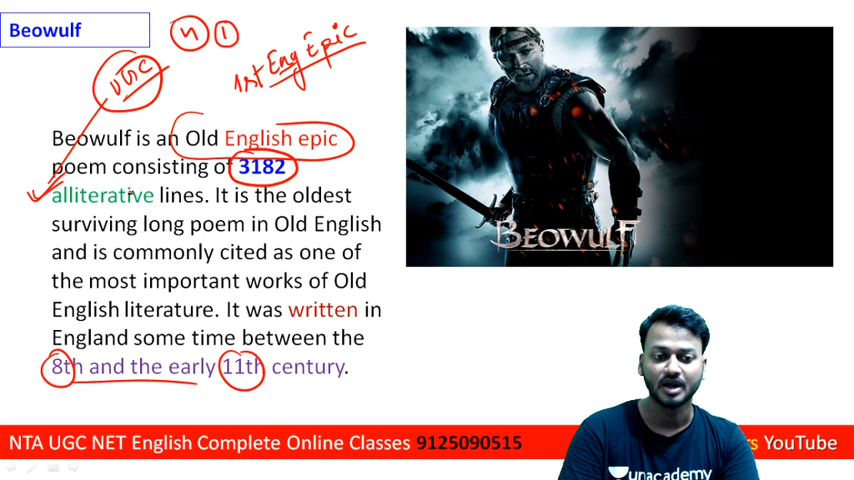 Beowulf
n 1
UGC
1st Eng Epic
Beowulf is an Old English epic
poem consisting of 3182
alliterative lines. It is the oldest
surviving long poem in Old English
and is commonly cited as one of
the most important works of Old
English literature. It was written in
England some time between the
8th and the early 11th century.
BEOWULF
NTA UGC NET English Complete Online Classes 9125090515
YouTube
unacademy